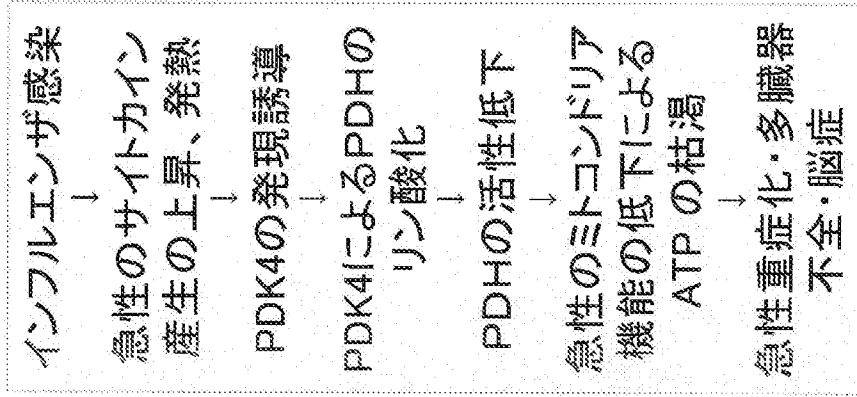 インフルエンザ感染
→
急性のサイトカイン
産生の上昇、発熱
→
PDK4の発現誘導
→
PDK4によるPDHの
リン酸化
→
PDHの活性低下
→
急性のミトコンドリア
機能の低下による
ATP の枯渇
→
急性重症化・多臓器
不全・脳症